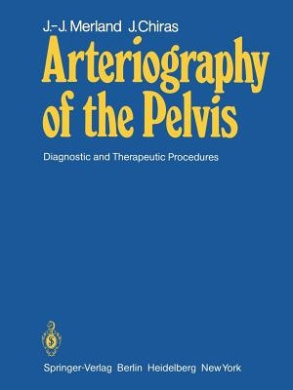 J.-J. Merland J. Chiras
Arteriography
of the Pelvis
Diagnostic and Therapeutic Procedures
Springer-Verlag Berlin Heidelberg New York